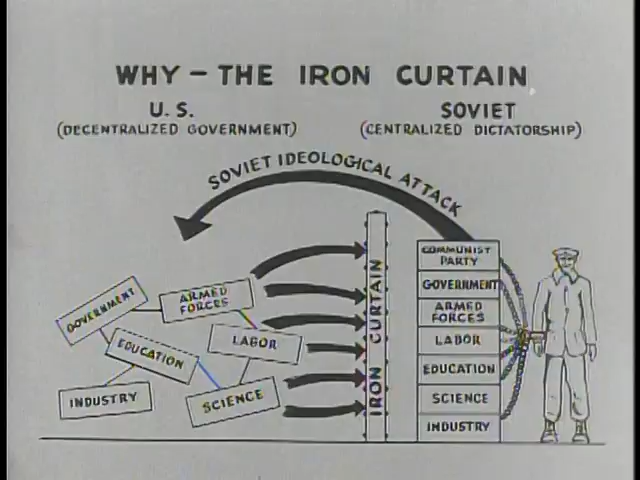 WHY - THE IRON CURTAIN
U.S.
(DECENTRALIZED GOVERNMENT)
SOVIET
(CENTRALIZED DICTATORSHIP)
SOVIET IDEOLOGICAL ATTACK
GOVERNMENT
ARMED
FORCES
EDUCATION
LABOR
INDUSTRY
SCIENCE
IRON CURTAIN
COMMUNIST
PARTY
GOVERNMENT
ARMED
FORCES
LABOR
EDUCATION
SCIENCE
INDUSTRY